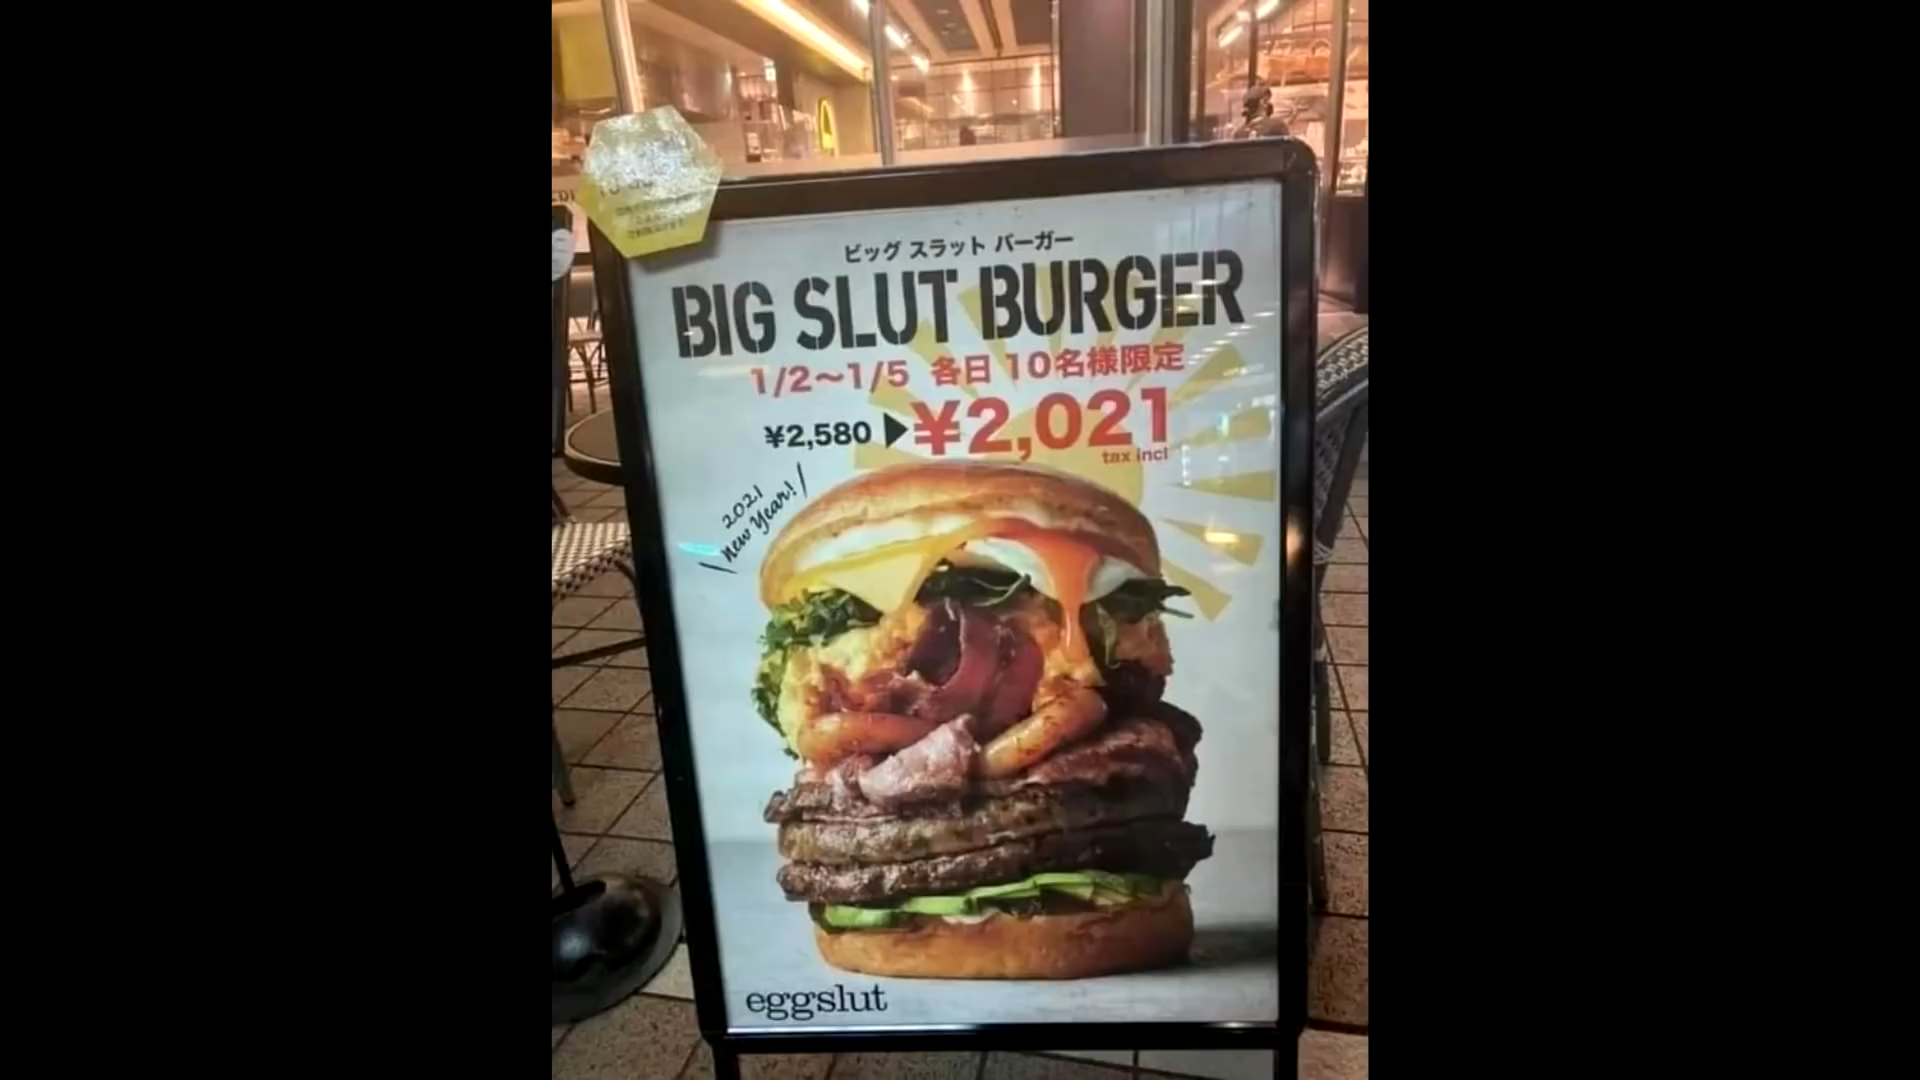 ビッグ スラット バーガー
BIG SLUT BURGER
1/2〜1/5 各日10名様限定
¥2,580▶¥2,021
tax incl
2021
New Year!
eggslut